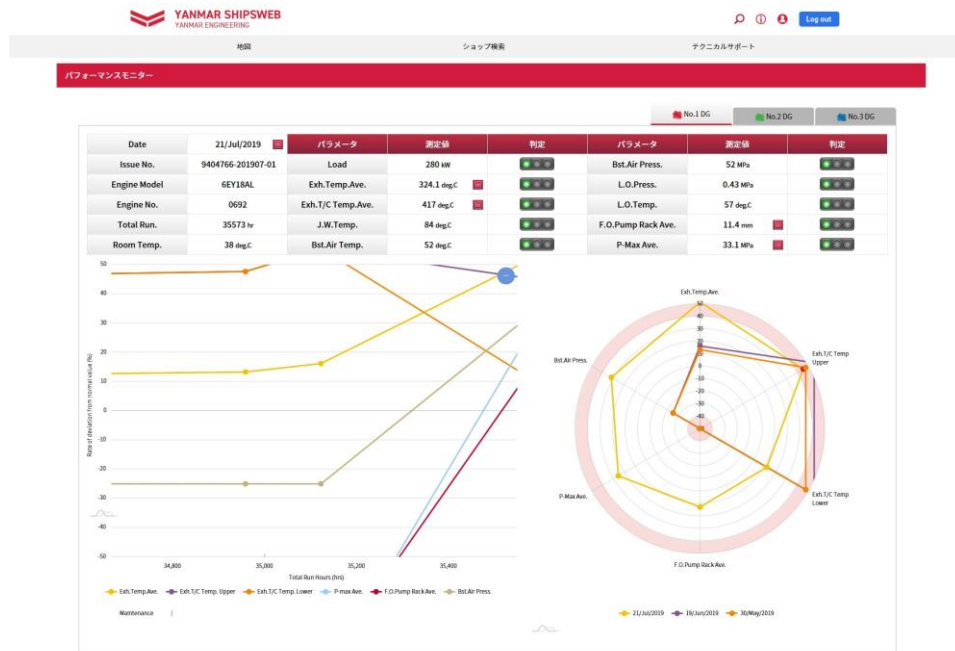 YANMAR SHIPSWEB
YANMAR ENGINEERING
Log out
地図 ショップ検索 テクニカルサポート
パフォーマンスモニター
No.1 DG No.2 DG No.3 DG
Date 21/Jul/2019 パラメータ 測定値 判定 パラメータ 測定値 判定
Issue No. 9404766-201907-01 Load 280 kW Bst.Air Press. 52 MPa
Engine Model 6EY18AL Exh.Temp.Ave. 324.1 deg.C L.O.Press. 0.43 MPa
Engine No. 0692 Exh.T/C Temp.Ave. 417 deg.C L.O.Temp. 57 deg.C
Total Run. 35573 hr J.W.Temp. 84 deg.C F.O.Pump Rack Ave. 11.4 mm
Room Temp. 38 deg.C Bst.Air Temp. 52 deg.C P-Max Ave. 33.1 MPa
50
40
30
20
10
0
-10
-20
-30
-40
-50
Rate of deviation from normal value (%)
34,800 35,000 35,200 35,400
Total Run Hours (hrs)
Exh.Temp.Ave. Exh.T/C Temp. Upper Exh.T/C Temp. Lower P-max Ave. F.O.Pump Rack Ave. Bst.Air Press.
Maintenance
Exh.Temp.Ave.
50
40
30
20
10
0
-10
-20
-30
-40
Exh.T/C Temp
Upper
Exh.T/C Temp
Lower
F.O.Pump Rack Ave.
P-Max Ave.
Bst.Air Press.
21/Jul/2019 19/Jun/2019 30/May/2019